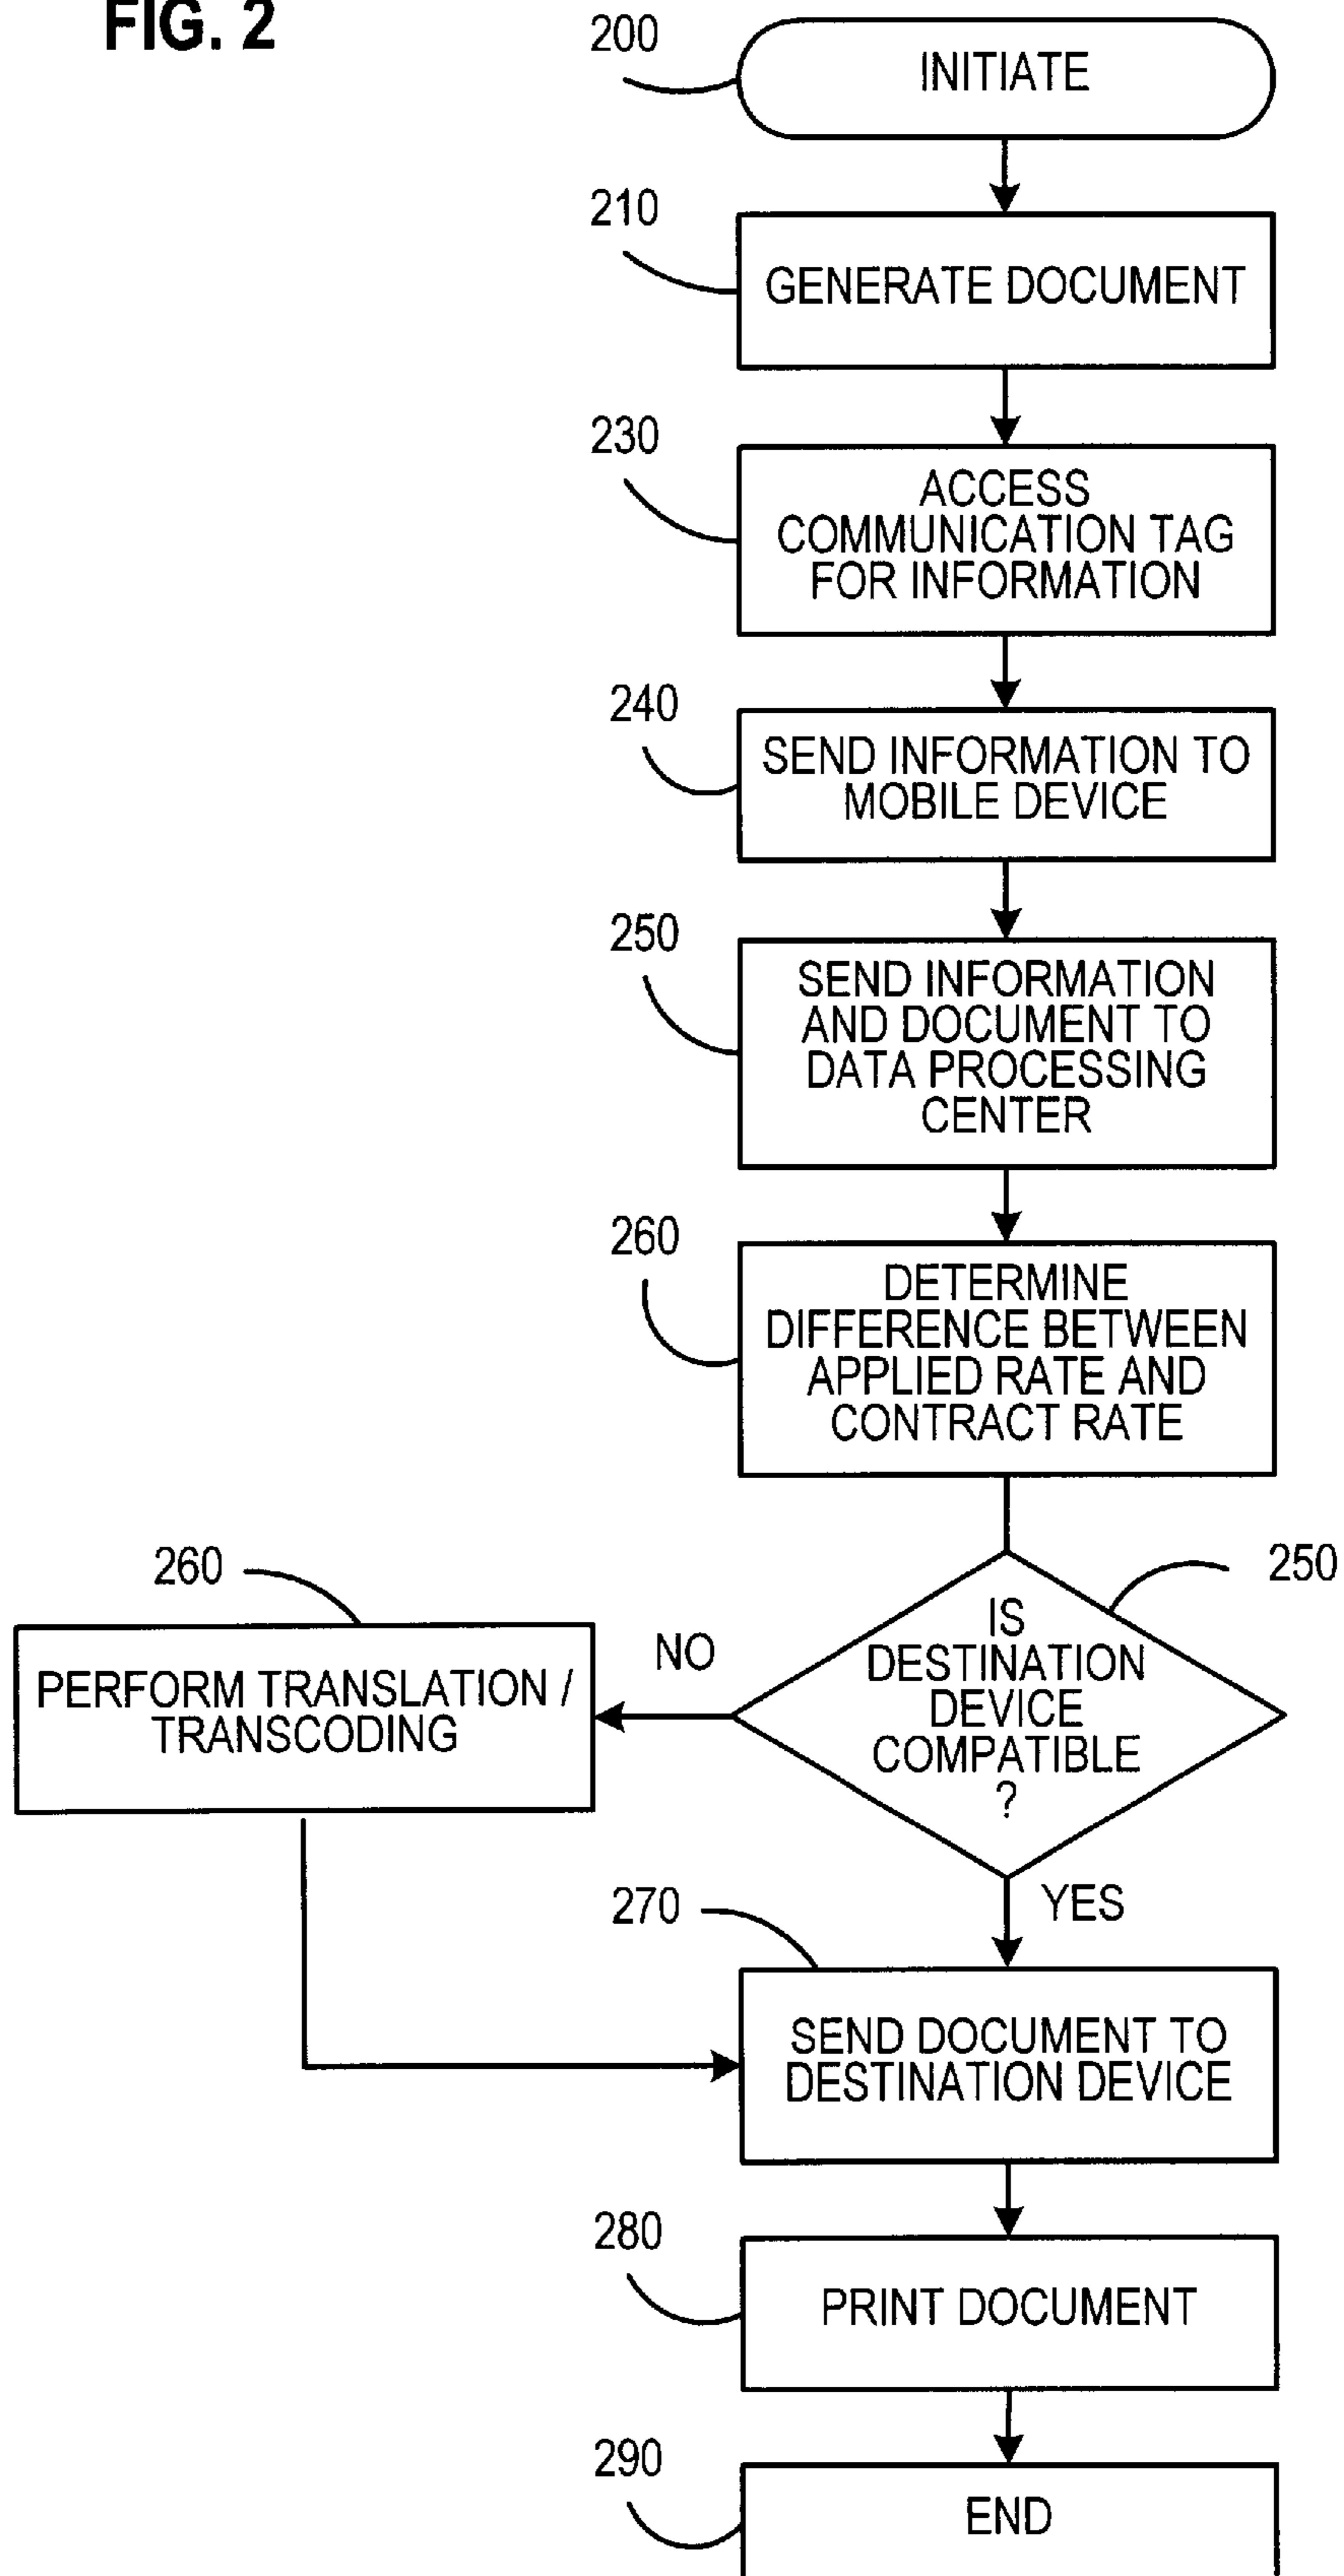 FIG. 2
200
INITIATE
210
GENERATE DOCUMENT
230
ACCESS
COMMUNICATION TAG
FOR INFORMATION
240
SEND INFORMATION TO
MOBILE DEVICE
250
SEND INFORMATION
AND DOCUMENT TO
DATA PROCESSING
CENTER
260
DETERMINE
DIFFERENCE BETWEEN
APPLIED RATE AND
CONTRACT RATE
260
PERFORM TRANSLATION /
TRANSCODING
NO
250
IS
DESTINATION
DEVICE
COMPATIBLE
?
YES
270
SEND DOCUMENT TO
DESTINATION DEVICE
280
PRINT DOCUMENT
290
END